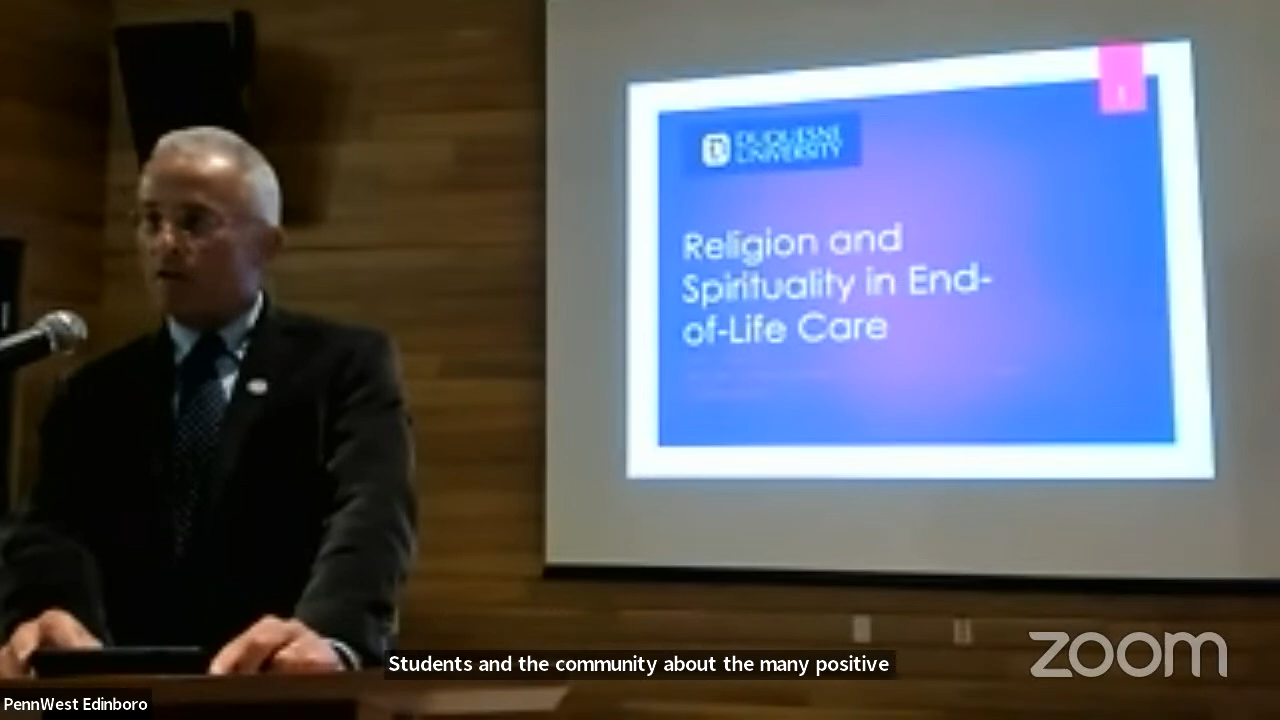 1
DUQUESNE
UNIVERSITY
Religion and
Spirituality in End-
of-Life Care
Students and the community about the many positive
zoom
PennWest Edinboro